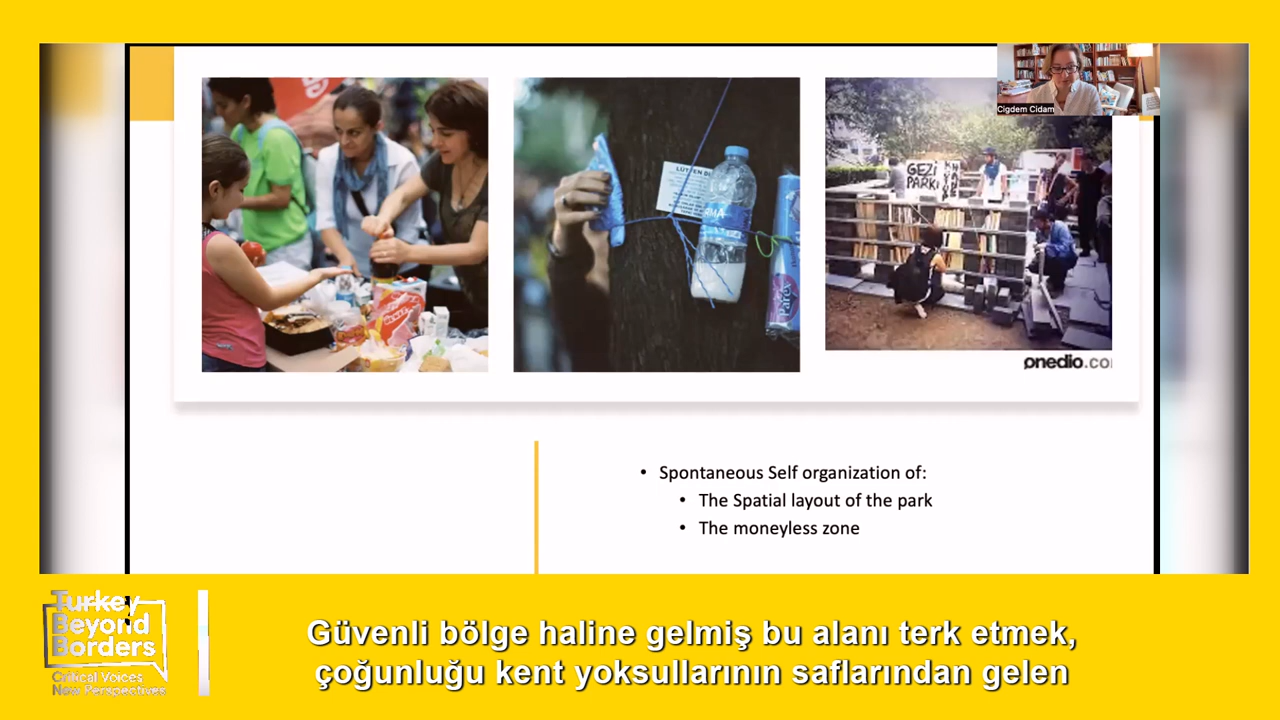 Cigdem Cidam
LÜTFEN
GEZİ
PARKI
Parex
onedio.co
• Spontaneous Self organization of:
• The Spatial layout of the park
• The moneyless zone
Turkey
Beyond
Borders
Critical Voices
New Perspectives
Güvenli bölge haline gelmiş bu alanı terk etmek,
çoğunluğu kent yoksullarının saflarından gelen